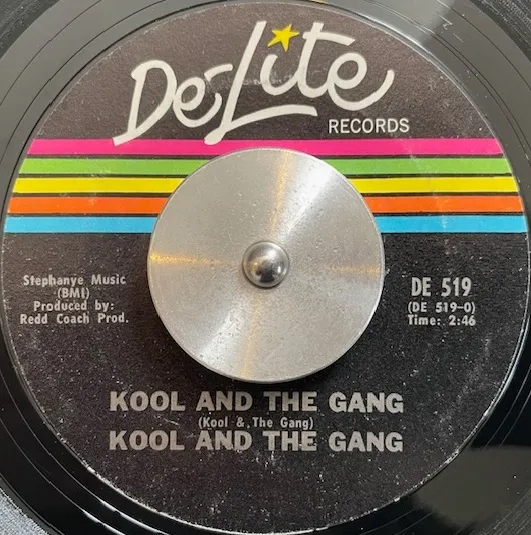 De-Lite
RECORDS
Stephanye Music
(BMI)
Produced by:
Redd Coach Prod.
DE 519
(DE 519-0)
Time: 2:46
KOOL AND THE GANG
(Kool & The Gang)
KOOL AND THE GANG